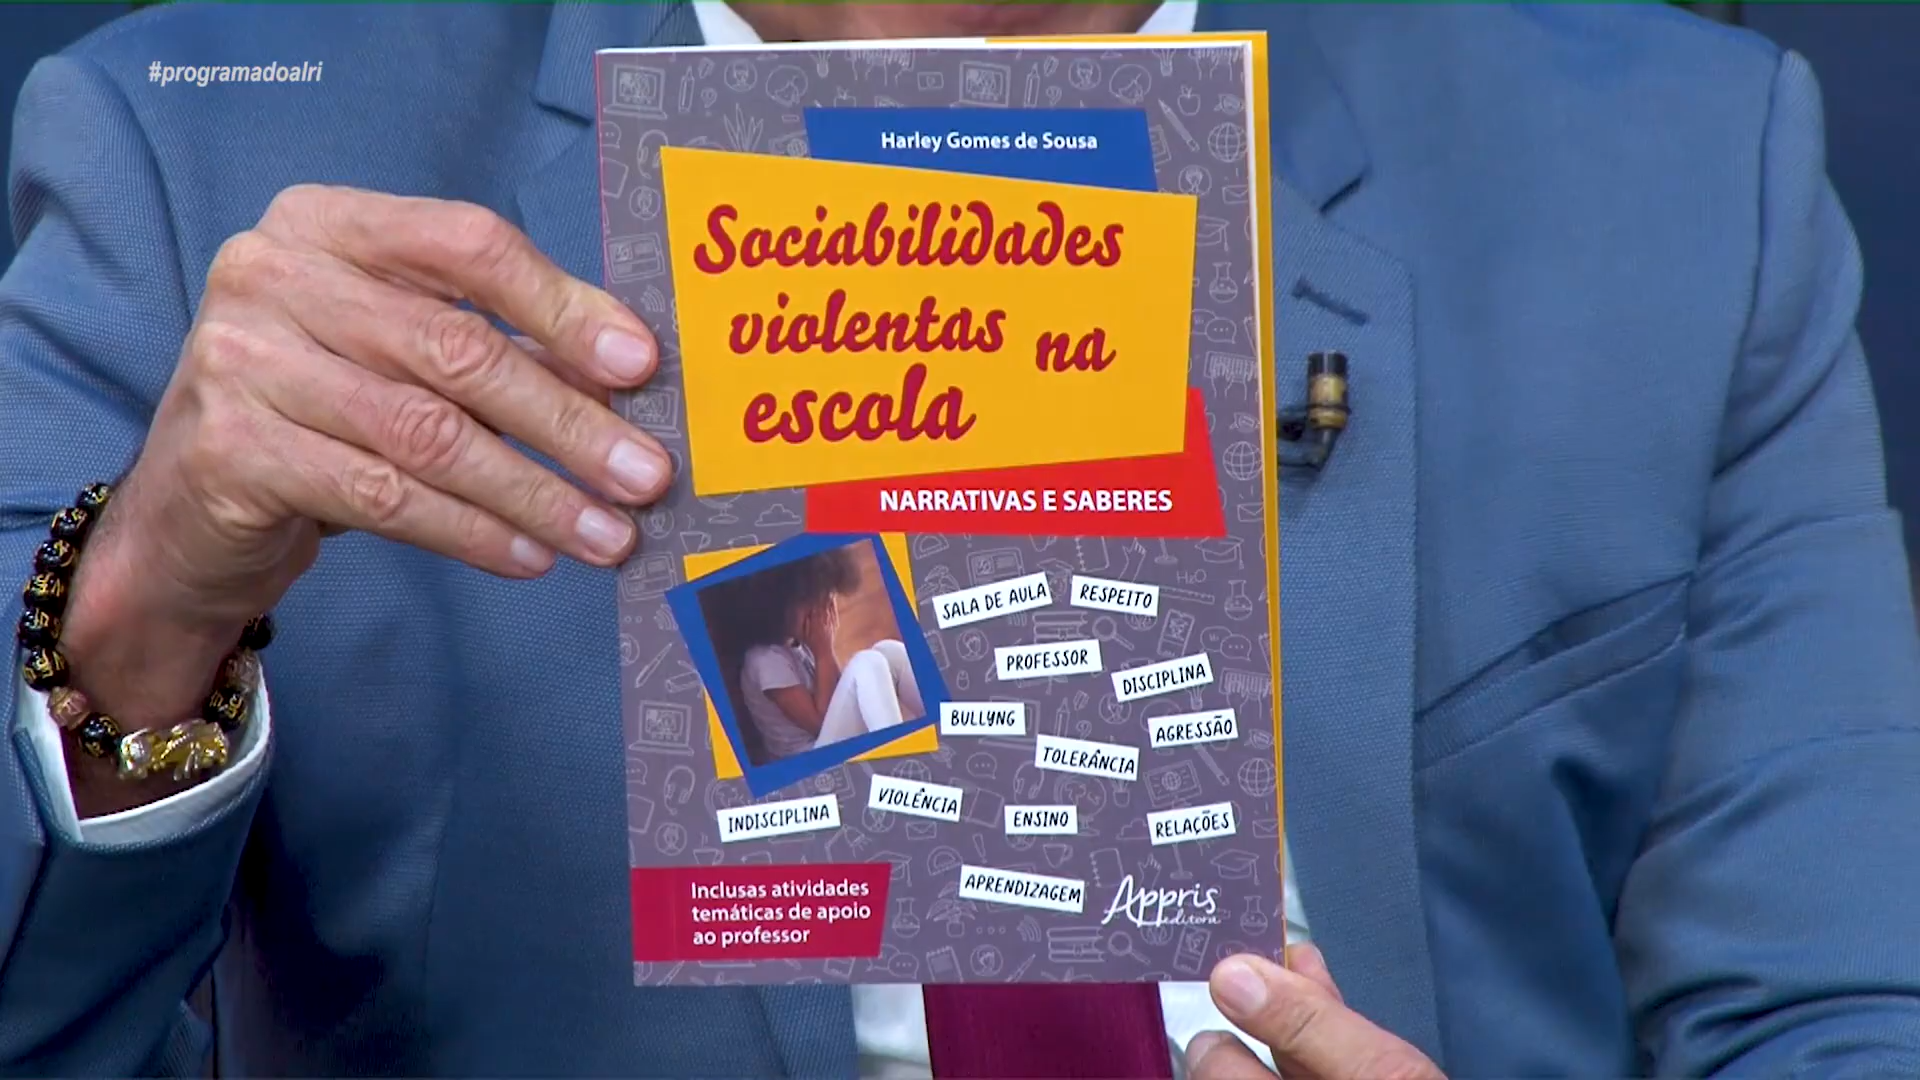 #programadoalri
Harley Gomes de Sousa
Sociabilidades
violentas na
escola
NARRATIVAS E SABERES
SALA DE AULA
RESPEITO
PROFESSOR
DISCIPLINA
BULLYNG
AGRESSÃO
TOLERÂNCIA
VIOLÊNCIA
INDISCIPLINA
ENSINO
RELAÇÕES
APRENDIZAGEM
Inclusas atividades
temáticas de apoio
ao professor
Appris
editora
H₂O